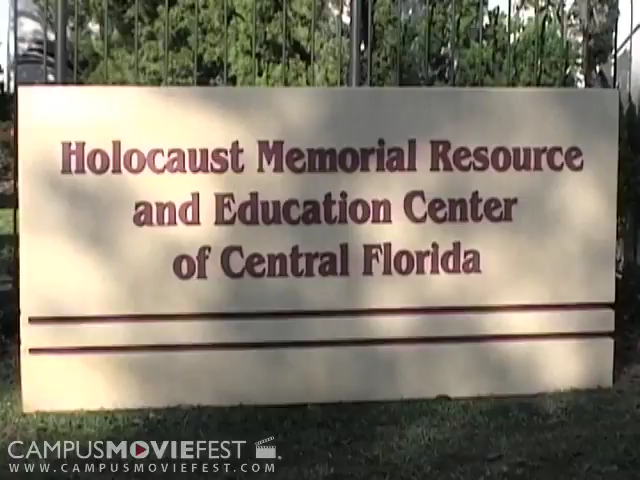 Holocaust Memorial Resource
and Education Center
of Central Florida
CAMPUSMOVIEFEST
WWW.CAMPUSMOVIEFEST.COM